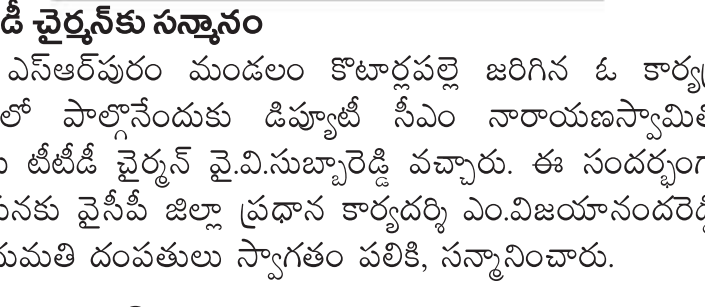 డీ చైర్మన్‌కు సన్మానం
ఎస్ఆర్‌పురం మండలం కొటార్లపల్లె జరిగిన ఓ కార్య
లో పాల్గొనేందుకు డిప్యూటీ సీఎం నారాయణస్వామి
టీటీడీ చైర్మన్ వై.వి.సుబ్బారెడ్డి వచ్చారు. ఈ సందర్భంగ
నకు వైసీపీ జిల్లా ప్రధాన కార్యదర్శి ఎం.విజయానందరెడ్డి
మతి దంపతులు స్వాగతం పలికి, సన్మానించారు.